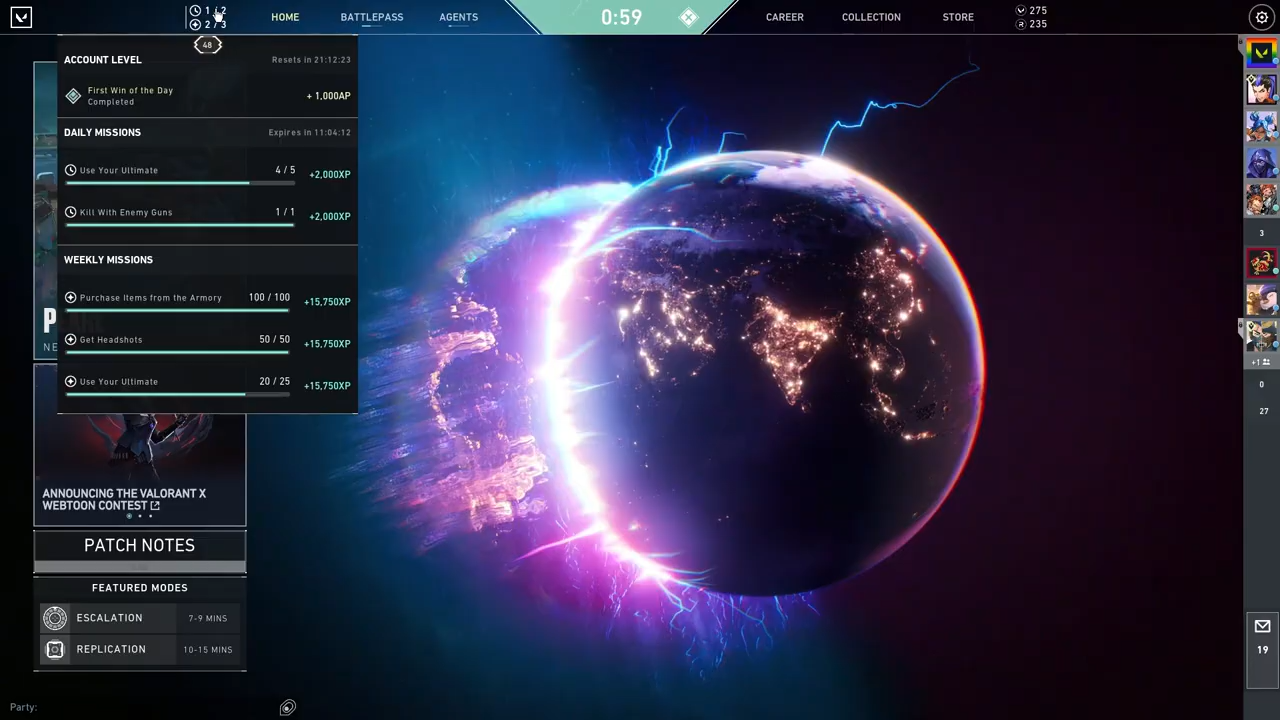 1 / 2
2 / 3
HOME
BATTLEPASS
AGENTS
0:59
CAREER
COLLECTION
STORE
275
235
48
ACCOUNT LEVEL
Resets in 21:12:23
First Win of the Day
Completed
+ 1,000AP
DAILY MISSIONS
Expires in 11:04:12
Use Your Ultimate
4 / 5
+2,000XP
Kill With Enemy Guns
1 / 1
+2,000XP
WEEKLY MISSIONS
Purchase Items from the Armory
100 / 100
+15,750XP
Get Headshots
50 / 50
+15,750XP
Use Your Ultimate
20 / 25
+15,750XP
ANNOUNCING THE VALORANT X
WEBTOON CONTEST
PATCH NOTES
FEATURED MODES
ESCALATION
7-9 MINS
REPLICATION
10-15 MINS
Party:
3
+1
0
27
19